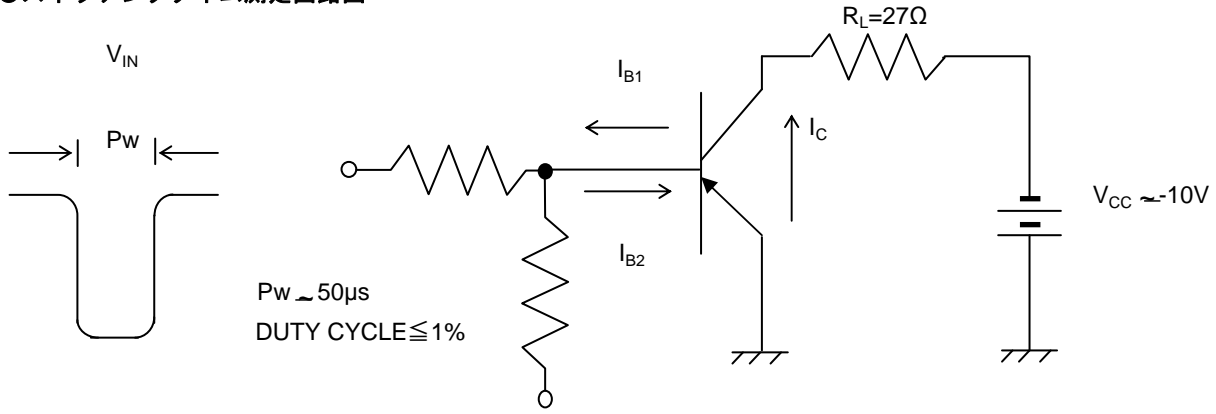 R_L=27Ω
V_IN
I_B1
Pw
I_C
V_CC ≃-10V
I_B2
Pw ≃ 50μs
DUTY CYCLE≦1%